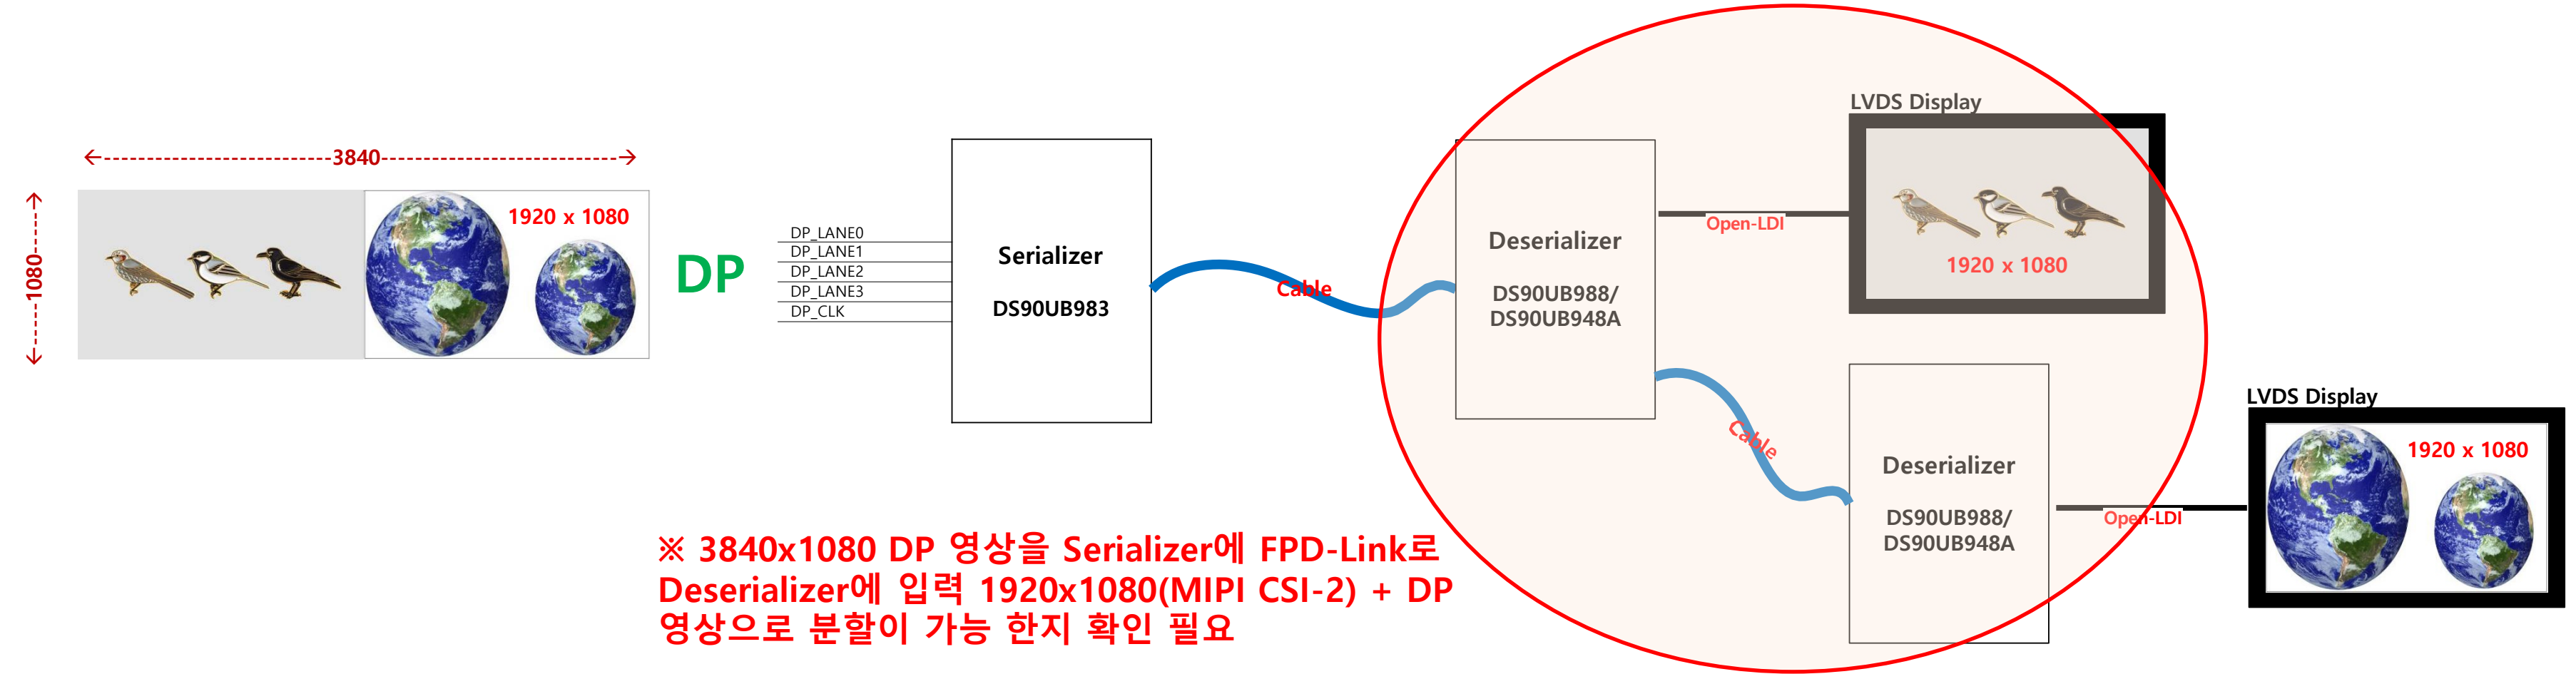 ←---------------------------3840----------------------------→
←-----1080-----→
1920 x 1080
DP
DP_LANE0
DP_LANE1
DP_LANE2
DP_LANE3
DP_CLK
Serializer
DS90UB983
Cable
Deserializer
DS90UB988/
DS90UB948A
Open-LDI
LVDS Display
1920 x 1080
Cable
Deserializer
DS90UB988/
DS90UB948A
Open-LDI
LVDS Display
1920 x 1080
※ 3840x1080 DP 영상을 Serializer에 FPD-Link로
Deserializer에 입력 1920x1080(MIPI CSI-2) + DP
영상으로 분할이 가능 한지 확인 필요